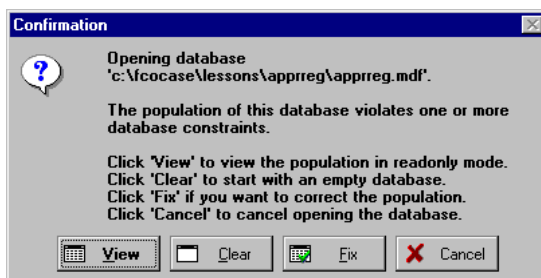 Confirmation
Opening database
'c:\fcocase\lessons\apprreg\apprreg.mdf'.
The population of this database violates one or more
database constraints.
Click 'View' to view the population in readonly mode.
Click 'Clear' to start with an empty database.
Click 'Fix' if you want to correct the population.
Click 'Cancel' to cancel opening the database.
View Clear Fix Cancel